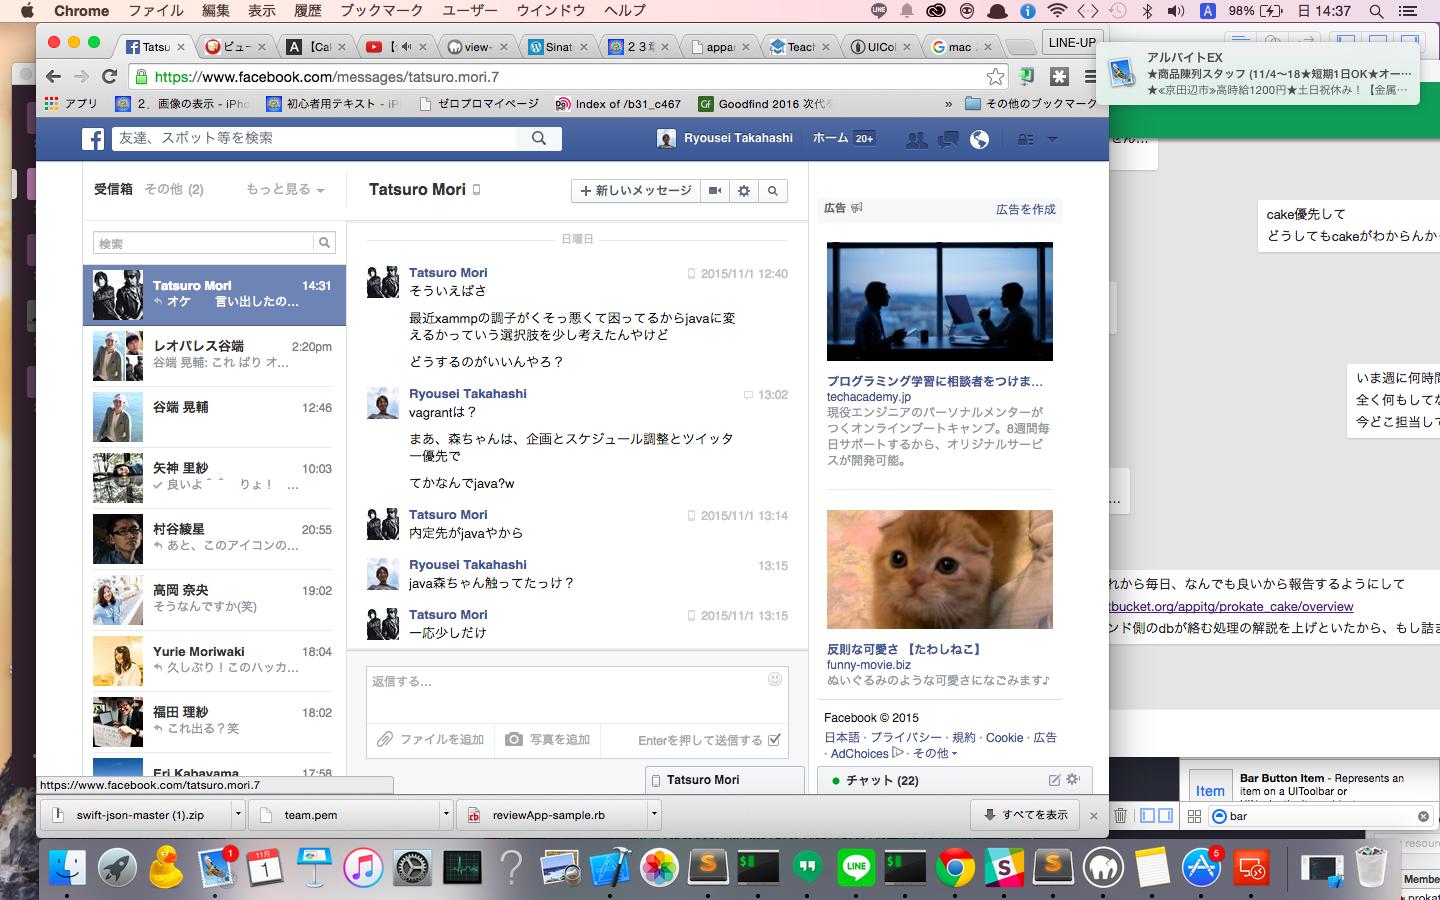 Chrome ファイル 編集 表示 履歴 ブックマーク ユーザー ウインドウ ヘルプ 98% 日 14:37
Tatsu
ビュー
【Ca
view-
Sinat
２３章
appar
Teach
UICol
mac
LINE-UP
https://www.facebook.com/messages/tatsuro.mori.7
アプリ
２．画像の表示 - iPho
初心者用テキスト - iP
ゼロプロマイページ
Index of /b31_c467
Goodfind 2016 次代を
» その他のブックマーク
アルバイトEX
★商品陳列スタッフ (11/4〜18★短期1日OK★オー…
★≪京田辺市≫高時給1200円★土日祝休み！【金属…
友達、スポット等を検索
Ryousei Takahashi ホーム 20+
受信箱 その他 (2) もっと見る
検索
Tatsuro Mori 14:31
オケ　言い出したの…
レオパレス谷端 2:20pm
谷端 晃輔: これ ばり オ…
谷端 晃輔 12:46
矢神 里紗 10:03
良いよ＾＾　りょ！　…
村谷綾星 20:55
あと、このアイコンの…
高岡 奈央 19:02
そうなんですか(笑)
Yurie Moriwaki 18:04
久しぶり！このハッカ…
福田 理紗 18:02
これ出る？笑
Eri Kabayama 17:58
https://www.facebook.com/tatsuro.mori.7
Tatsuro Mori
新しいメッセージ
日曜日
Tatsuro Mori 2015/11/1 12:40
そういえばさ
最近xammpの調子がくそっ悪くて困ってるからjavaに変
えるかっていう選択肢を少し考えたんやけど
どうするのがいいんやろ？
Ryousei Takahashi 13:02
vagrantは？
まあ、森ちゃんは、企画とスケジュール調整とツイッタ
ー優先で
てかなんでjava?w
Tatsuro Mori 2015/11/1 13:14
内定先がjavaやから
Ryousei Takahashi 13:15
java森ちゃん触ってたっけ？
Tatsuro Mori 2015/11/1 13:15
一応少しだけ
返信する...
ファイルを追加 写真を追加 Enterを押して送信する
Tatsuro Mori
広告 広告を作成
プログラミング学習に相談者をつけま…
techacademy.jp
現役エンジニアのパーソナルメンターが
つくオンラインブートキャンプ。8週間毎
日サポートするから、オリジナルサービ
スが開発可能。
反則な可愛さ 【たわしねこ】
funny-movie.biz
ぬいぐるみのような可愛さになごみます♪
Facebook © 2015
日本語 · プライバシー · 規約 · Cookie · 広告
· AdChoices · その他
チャット (22)
せん…
cake優先して
どうしてもcakeがわからんか
いま週に何時間
全く何もしてな
今どこ担当して
…
れから毎日、なんでも良いから報告するようにして
tbucket.org/appitg/prokate_cake/overview
ンド側のdbが絡む処理の解説を上げといたから、もし詰ま
Item
Bar Button Item - Represents an
item on a UIToolbar or
bar
swift-json-master (1).zip
team.pem
reviewApp-sample.rb
すべてを表示
1
11月
1
5
resourc
Membe
prokat